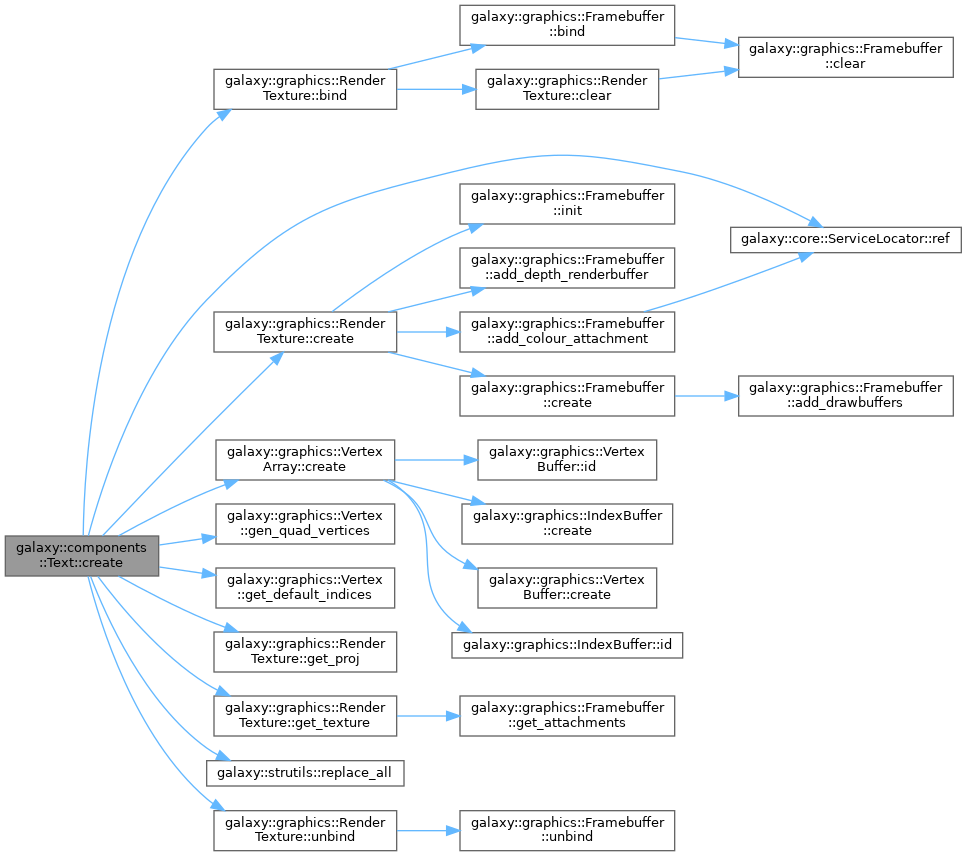 galaxy::graphics::Framebuffer
::bind
galaxy::graphics::Framebuffer
::clear
galaxy::graphics::Render
Texture::bind
galaxy::graphics::Render
Texture::clear
galaxy::graphics::Framebuffer
::init
galaxy::core::ServiceLocator::ref
galaxy::graphics::Framebuffer
::add_depth_renderbuffer
galaxy::graphics::Render
Texture::create
galaxy::graphics::Framebuffer
::add_colour_attachment
galaxy::graphics::Framebuffer
::create
galaxy::graphics::Framebuffer
::add_drawbuffers
galaxy::graphics::Vertex
Array::create
galaxy::graphics::Vertex
Buffer::id
galaxy::graphics::Vertex
::gen_quad_vertices
galaxy::graphics::IndexBuffer
::create
galaxy::components
::Text::create
galaxy::graphics::Vertex
::get_default_indices
galaxy::graphics::Vertex
Buffer::create
galaxy::graphics::Render
Texture::get_proj
galaxy::graphics::IndexBuffer::id
galaxy::graphics::Render
Texture::get_texture
galaxy::graphics::Framebuffer
::get_attachments
galaxy::strutils::replace_all
galaxy::graphics::Render
Texture::unbind
galaxy::graphics::Framebuffer
::unbind